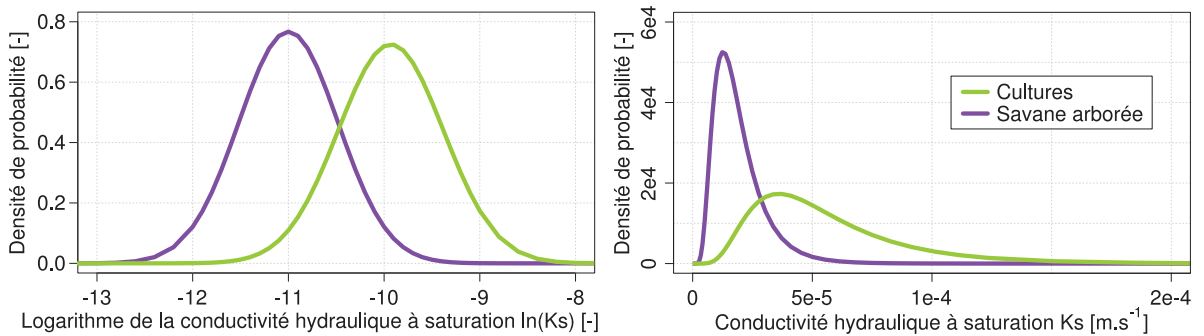 Densité de probabilité [-]
0.8
0.6
0.4
0.2
0.0
-13 -12 -11 -10 -9 -8
Logarithme de la conductivité hydraulique à saturation ln(Ks) [-]
Densité de probabilité [-]
6e4
2e4
0
Cultures
Savane arborée
0 5e-5 1e-4 2e-4
Conductivité hydraulique à saturation Ks [m.s-1]